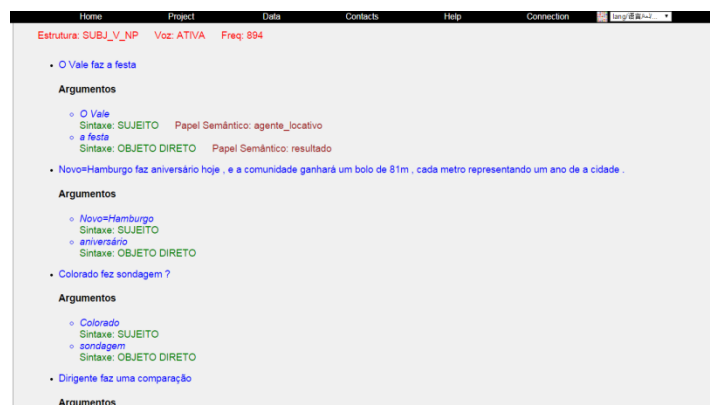 Home Project Data Contacts Help Connection lang/语言/
Estrutura: SUBJ_V_NP Voz: ATIVA Freq: 894
O Vale faz a festa
Argumentos
O Vale
Sintaxe: SUJEITO Papel Semântico: agente_locativo
a festa
Sintaxe: OBJETO DIRETO Papel Semântico: resultado
Novo=Hamburgo faz aniversário hoje , e a comunidade ganhará um bolo de 81m , cada metro representando um ano de a cidade .
Argumentos
Novo=Hamburgo
Sintaxe: SUJEITO
aniversário
Sintaxe: OBJETO DIRETO
Colorado fez sondagem ?
Argumentos
Colorado
Sintaxe: SUJEITO
sondagem
Sintaxe: OBJETO DIRETO
Dirigente faz uma comparação
Argumentos